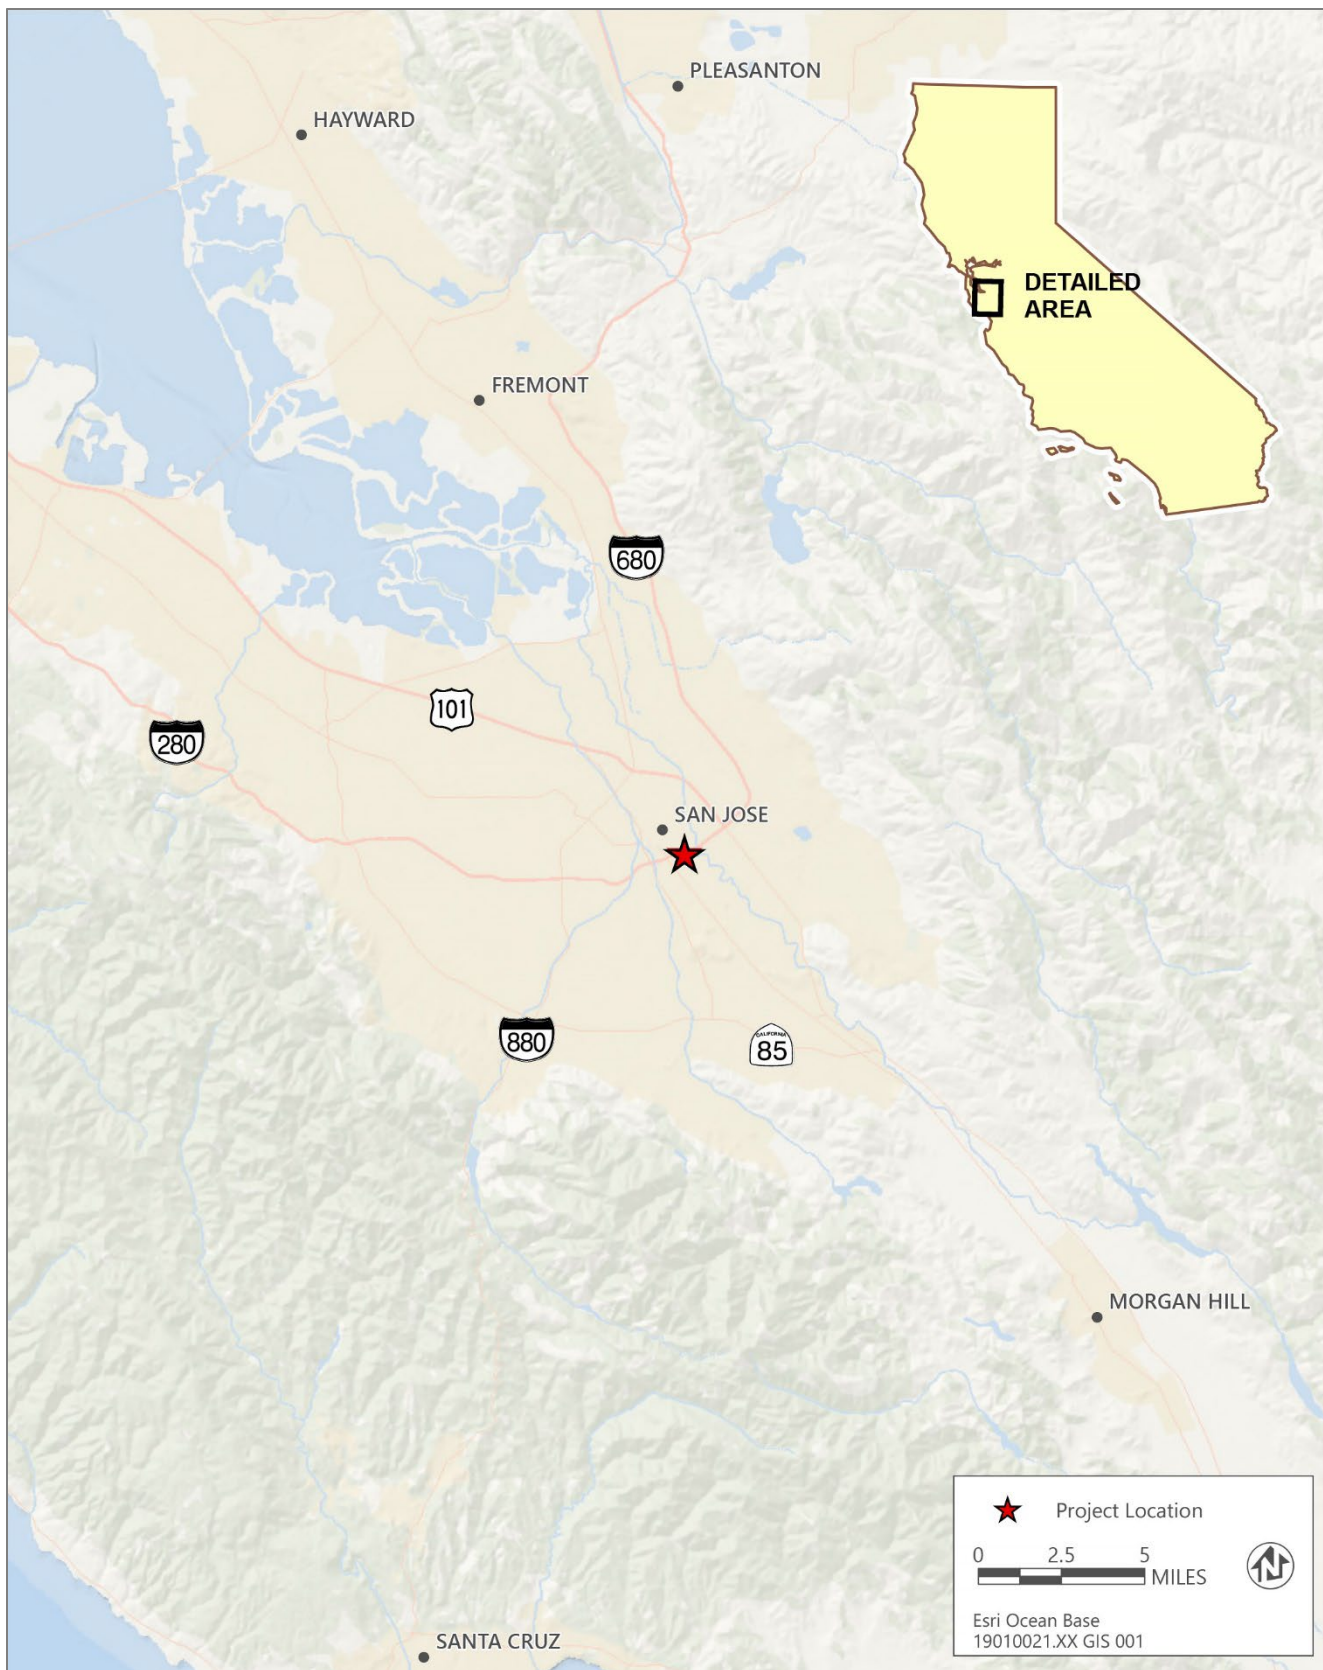 PLEASANTON
HAYWARD
DETAILED
AREA
FREMONT
680
101
280
SAN JOSE
880
CALIFORNIA
85
MORGAN HILL
Project Location
0 2.5 5
MILES
N
Esri Ocean Base
19010021.XX GIS 001
SANTA CRUZ